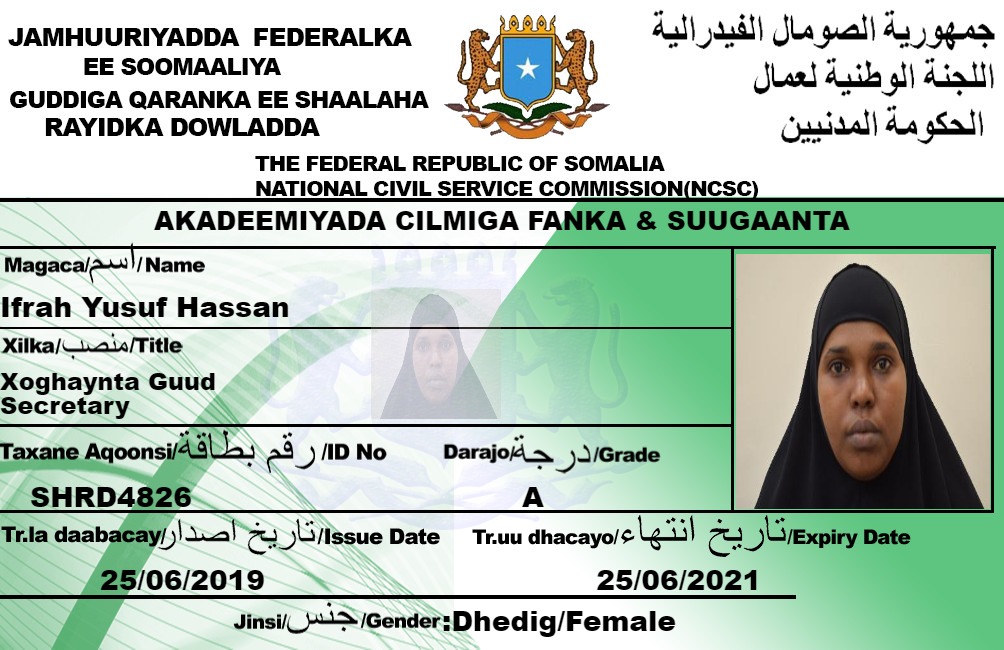 JAMHUURIYADDA FEDERALKA
EE SOOMAALIYA
GUDDIGA QARANKA EE SHAALAHA
RAYIDKA DOWLADDA
جمهورية الصومال الفيدرالية
اللجنة الوطنية لعمال
الحكومة المدنيين
THE FEDERAL REPUBLIC OF SOMALIA
NATIONAL CIVIL SERVICE COMMISSION(NCSC)
AKADEEMIYADA CILMIGA FANKA & SUUGAANTA
Magaca/اسم/Name
Ifrah Yusuf Hassan
Xilka/منصب/Title
Xoghaynta Guud
Secretary
Taxane Aqoonsi/رقم بطاقة/ID No
SHRD4826
Darajo/درجة/Grade
A
Tr.la daabacay/تاريخ اصدار/Issue Date
25/06/2019
Tr.uu dhacayo/تاريخ انتهاء/Expiry Date
25/06/2021
Jinsi/جنس/Gender:Dhedig/Female